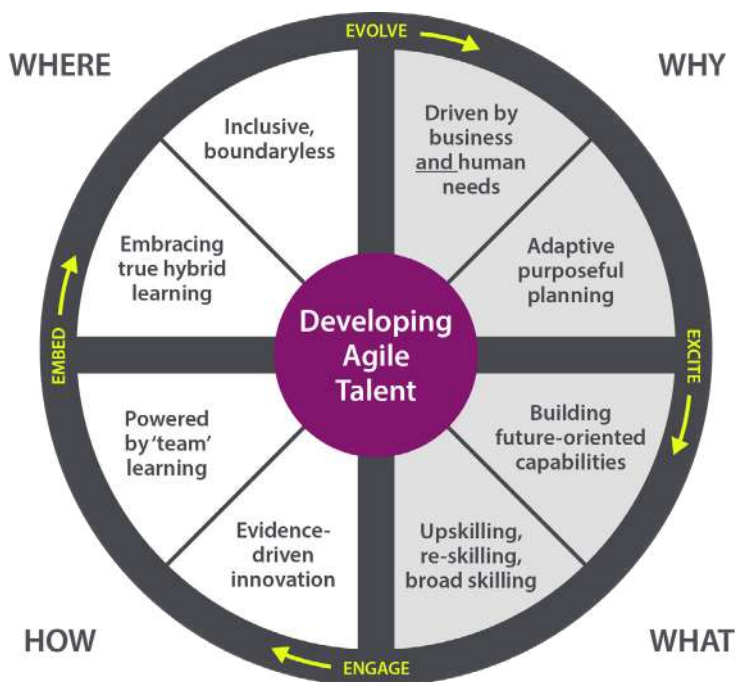 EVOLVE
WHERE
WHY
Inclusive,
boundaryless
Driven by
business
and human
needs
Embracing
true hybrid
learning
Adaptive
purposeful
planning
Developing
Agile
Talent
EMBED
EXCITE
Powered
by ‘team’
learning
Building
future-oriented
capabilities
Evidence-
driven
innovation
Upskilling,
re-skilling,
broad skilling
HOW
WHAT
ENGAGE